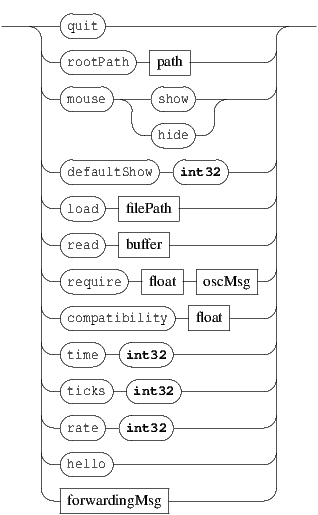 quit
rootPath path
mouse show
hide
defaultShow int32
load filePath
read buffer
require float oscMsg
compatibility float
time int32
ticks int32
rate int32
hello
forwardingMsg